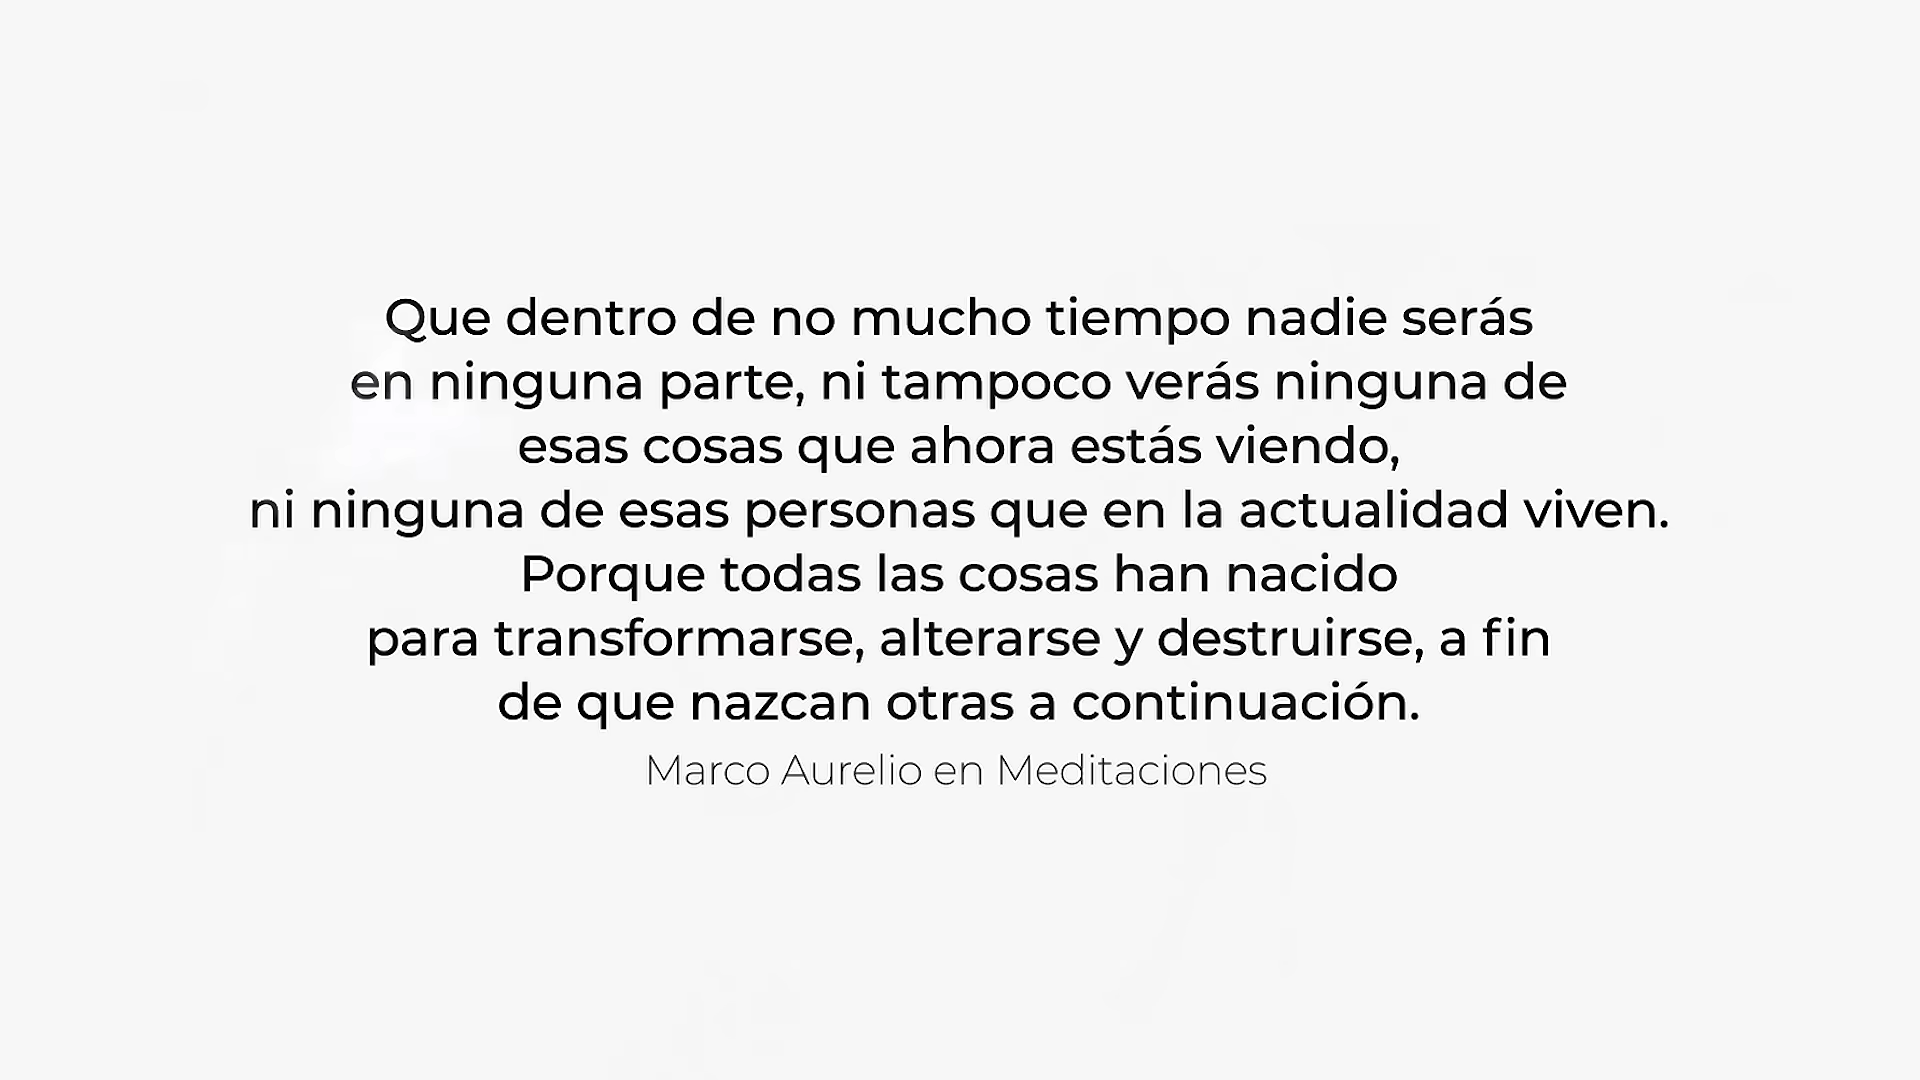 Que dentro de no mucho tiempo nadie serás
en ninguna parte, ni tampoco verás ninguna de
esas cosas que ahora estás viendo,
ni ninguna de esas personas que en la actualidad viven.
Porque todas las cosas han nacido
para transformarse, alterarse y destruirse, a fin
de que nazcan otras a continuación.
Marco Aurelio en Meditaciones